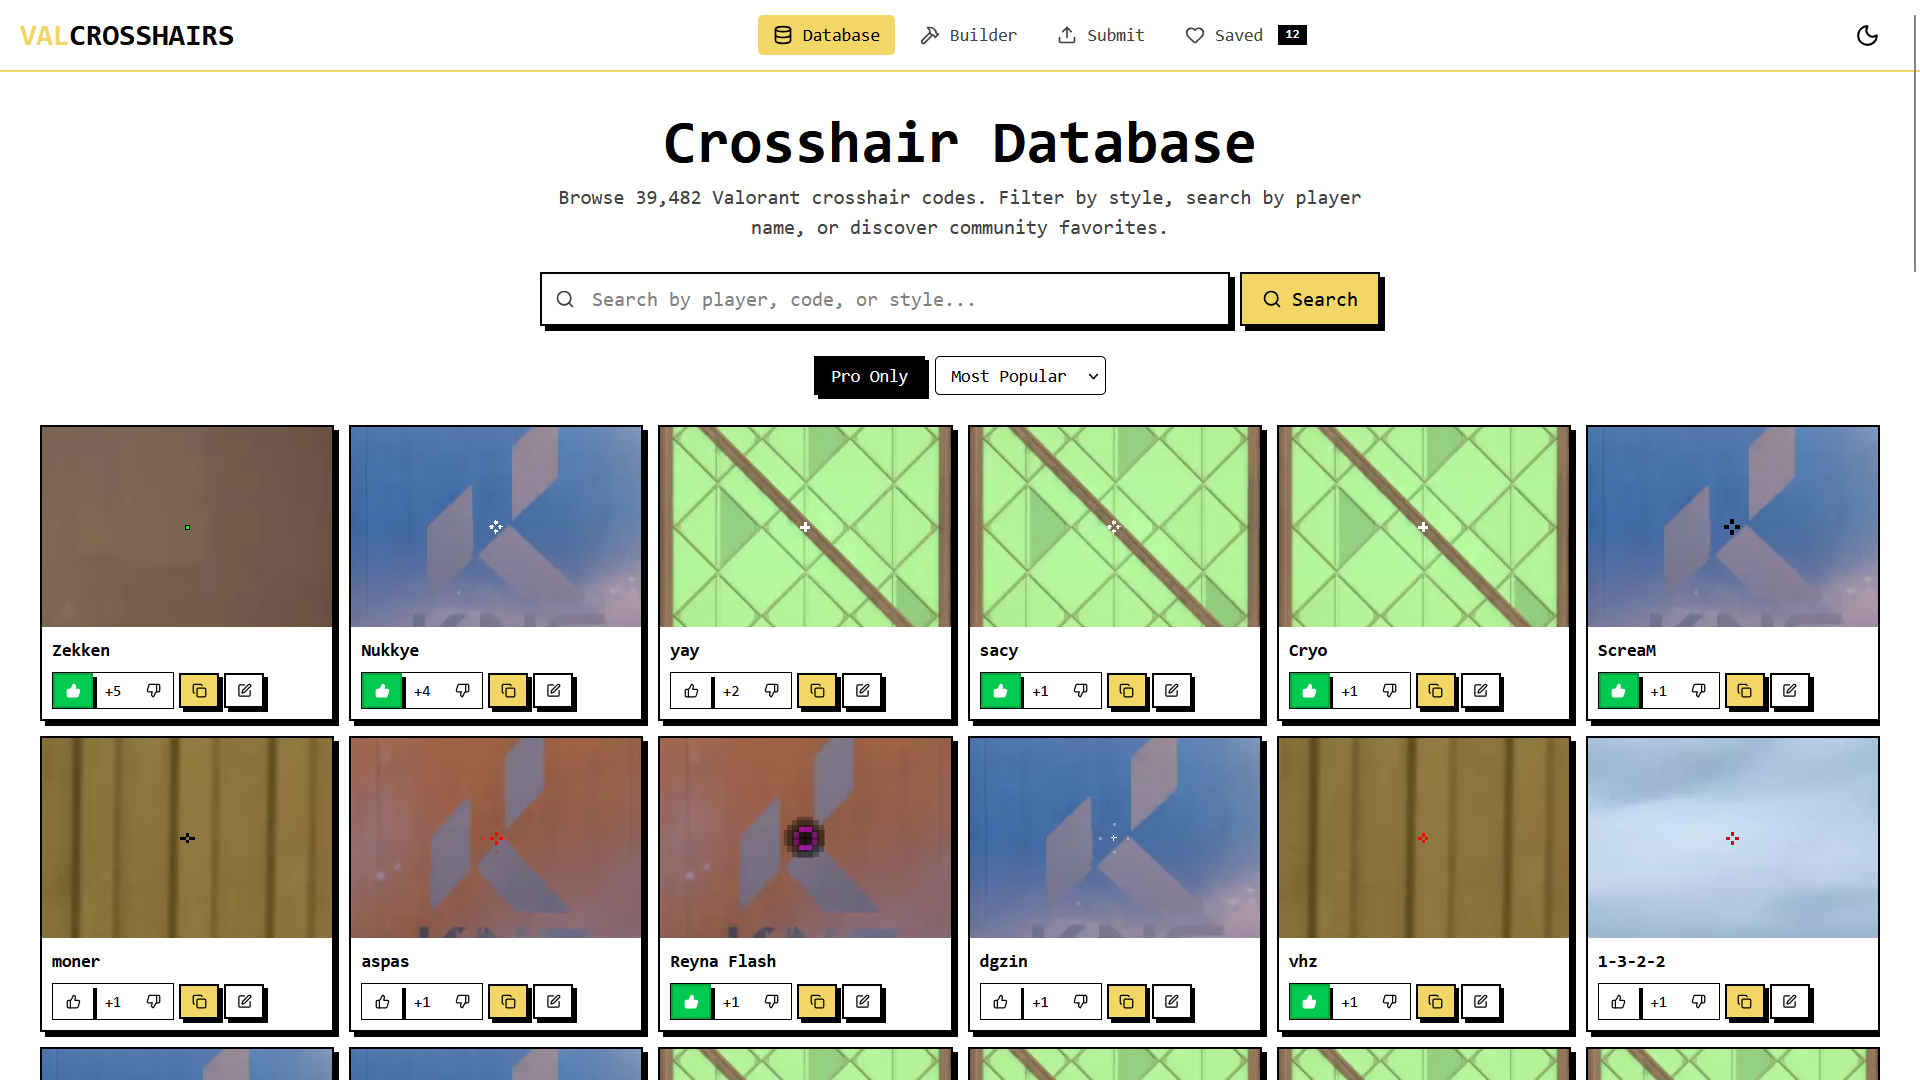 VALCROSSHAIRS
Database
Builder
Submit
Saved 12
Crosshair Database
Browse 39,482 Valorant crosshair codes. Filter by style, search by player
name, or discover community favorites.
Search by player, code, or style...
Search
Pro Only
Most Popular
Zekken
+5
Nukkye
+4
yay
+2
sacy
+1
Cryo
+1
ScreaM
+1
moner
+1
aspas
+1
Reyna Flash
+1
dgzin
+1
vhz
+1
1-3-2-2
+1